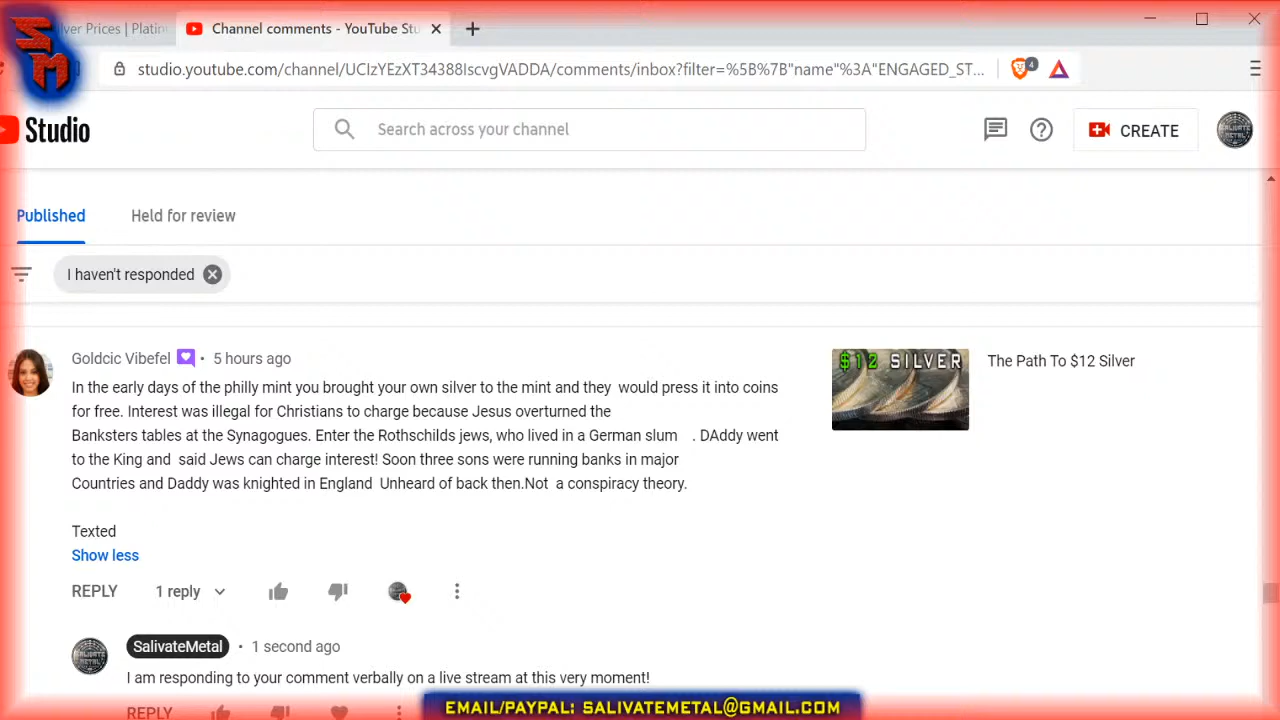 SM
lver Prices | Platin
Channel comments - YouTube Stu
studio.youtube.com/channel/UCIzYEzXT34388IscvgVADDA/comments/inbox?filter=%5B%7B"name"%3A"ENGAGED_ST...
4
Studio
Search across your channel
CREATE
Published
Held for review
I haven't responded
Goldcic Vibefel • 5 hours ago
$12 SILVER
The Path To $12 Silver
In the early days of the philly mint you brought your own silver to the mint and they would press it into coins
for free. Interest was illegal for Christians to charge because Jesus overturned the
Banksters tables at the Synagogues. Enter the Rothschilds jews, who lived in a German slum . DAddy went
to the King and said Jews can charge interest! Soon three sons were running banks in major
Countries and Daddy was knighted in England Unheard of back then.Not a conspiracy theory.
Texted
Show less
REPLY 1 reply
SalivateMetal • 1 second ago
I am responding to your comment verbally on a live stream at this very moment!
REPLY
EMAIL/PAYPAL: SALIVATEMETAL@GMAIL.COM